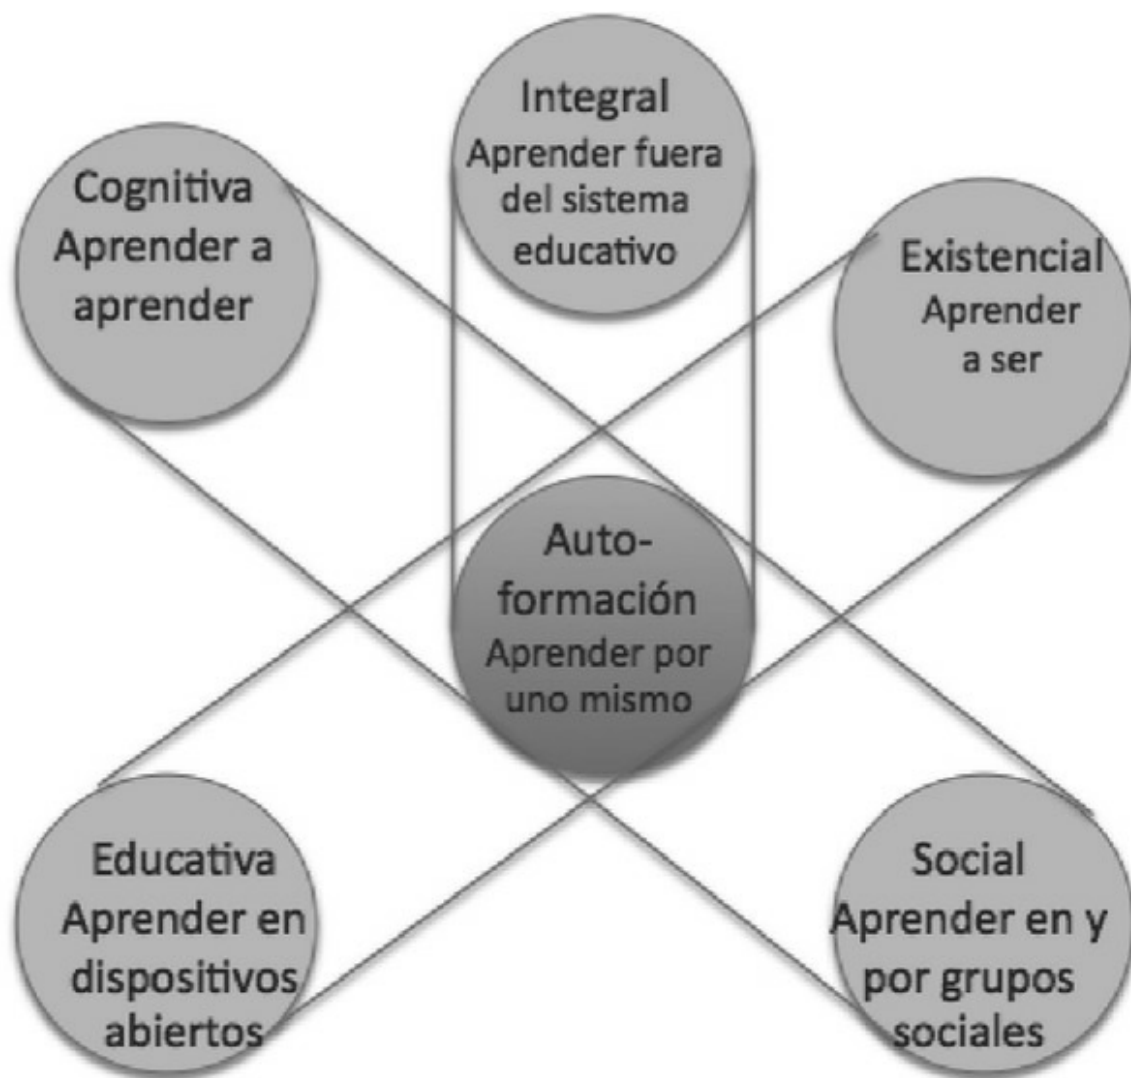 Integral
Aprender fuera
del sistema
educativo
Cognitiva
Aprender a
aprender
Existencial
Aprender
a ser
Auto-
formación
Aprender por
uno mismo
Educativa
Aprender en
dispositivos
abiertos
Social
Aprender en y
por grupos
sociales